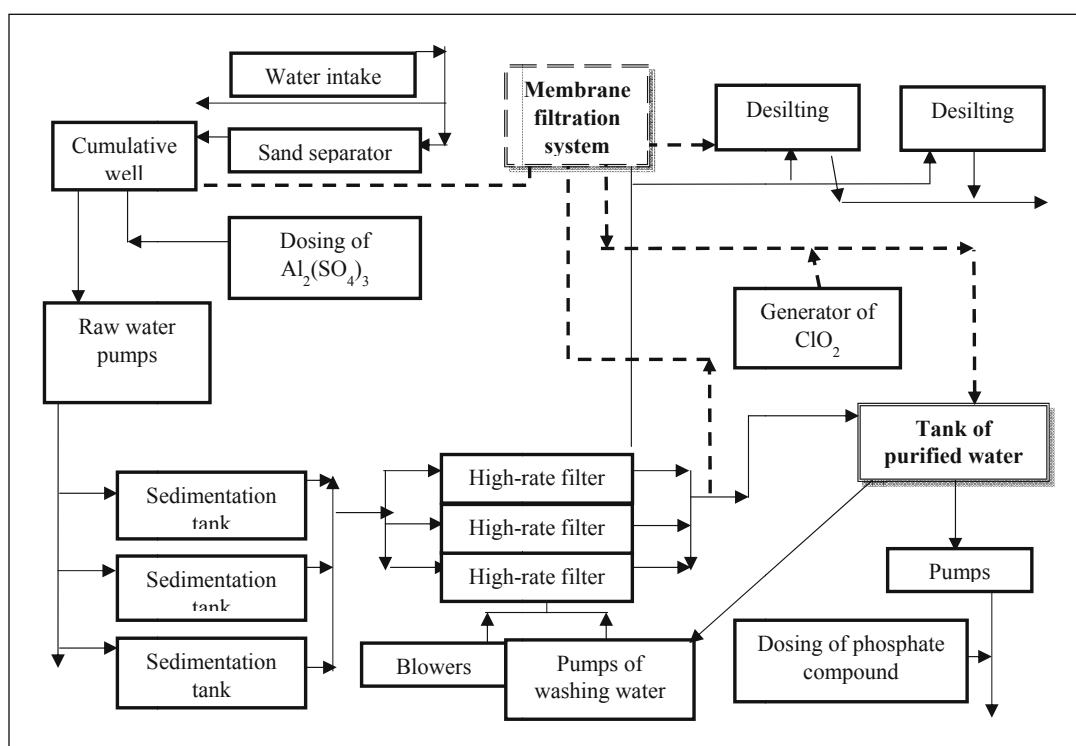 Water intake
Membrane
filtration
system
Desilting
Desilting
Cumulative
well
Sand separator
Dosing of
Al₂(SO₄)₃
Raw water
pumps
Generator of
ClO₂
Tank of
purified water
High-rate filter
High-rate filter
High-rate filter
Sedimentation
tank
Sedimentation
tank
Sedimentation
tank
Pumps
Blowers
Pumps of
washing water
Dosing of phosphate
compound